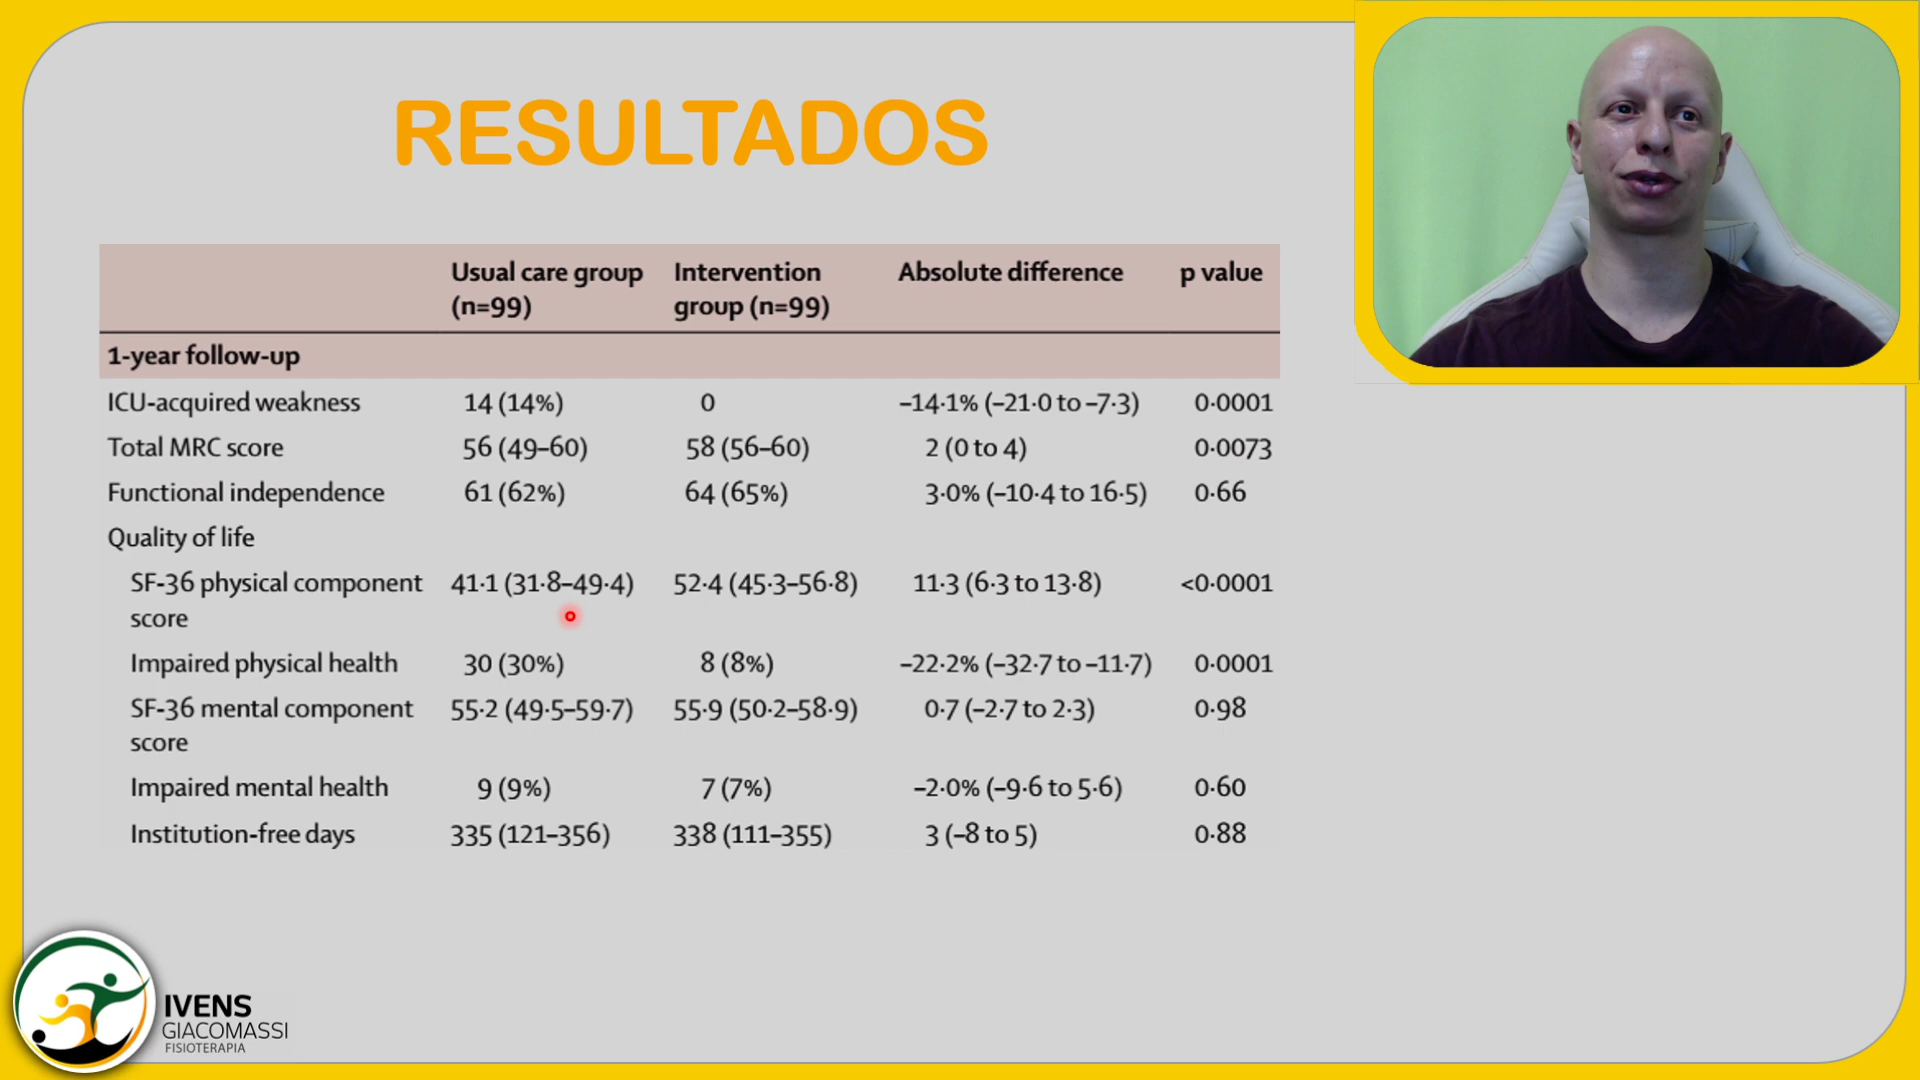 RESULTADOS
Usual care group Intervention Absolute difference p value
(n=99) group (n=99)
1-year follow-up
ICU-acquired weakness 14 (14%) 0 –14·1% (–21·0 to –7·3) 0·0001
Total MRC score 56 (49–60) 58 (56–60) 2 (0 to 4) 0·0073
Functional independence 61 (62%) 64 (65%) 3·0% (–10·4 to 16·5) 0·66
Quality of life
SF-36 physical component 41·1 (31·8–49·4) 52·4 (45·3–56·8) 11·3 (6·3 to 13·8) <0·0001
score
Impaired physical health 30 (30%) 8 (8%) –22·2% (–32·7 to –11·7) 0·0001
SF-36 mental component 55·2 (49·5–59·7) 55·9 (50·2–58·9) 0·7 (–2·7 to 2·3) 0·98
score
Impaired mental health 9 (9%) 7 (7%) –2·0% (–9·6 to 5·6) 0·60
Institution-free days 335 (121–356) 338 (111–355) 3 (–8 to 5) 0·88
IVENS
GIACOMASSI
FISIOTERAPIA